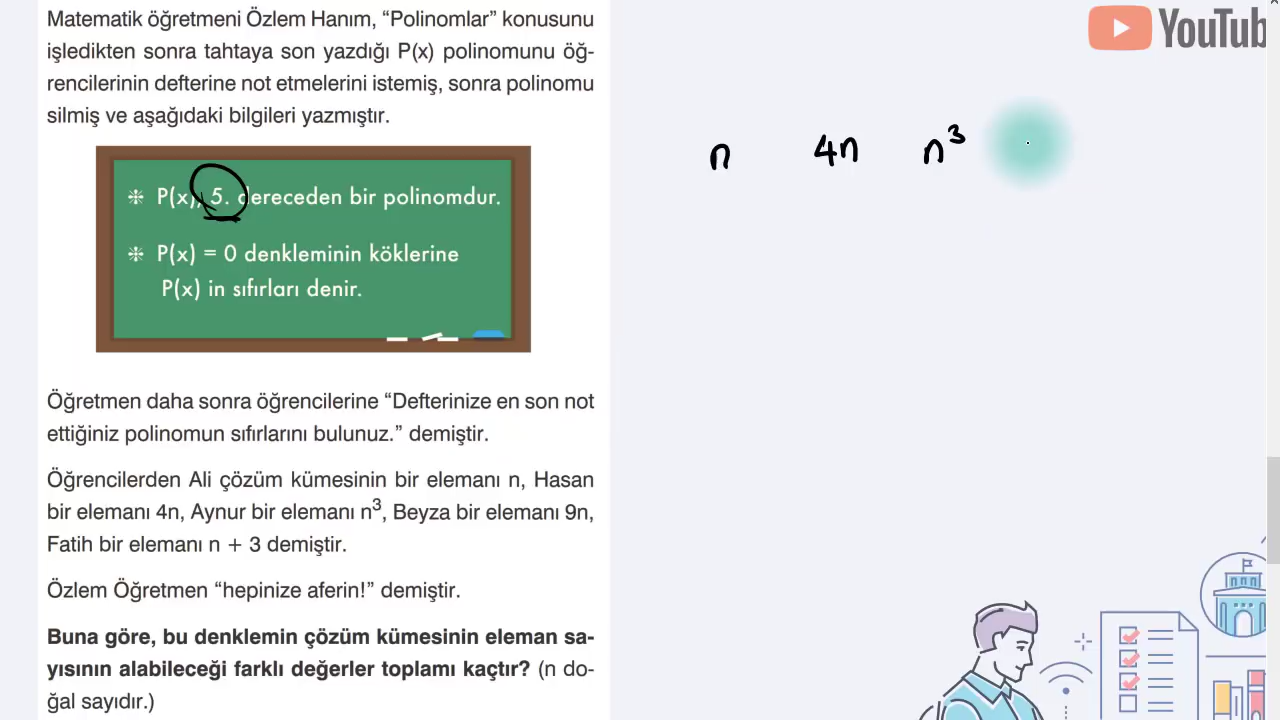 Matematik öğretmeni Özlem Hanım, “Polinomlar” konusunu
işledikten sonra tahtaya son yazdığı P(x) polinomunu öğ-
rencilerinin defterine not etmelerini istemiş, sonra polinomu
silmiş ve aşağıdaki bilgileri yazmıştır.
P(x), 5. dereceden bir polinomdur.
P(x) = 0 denkleminin köklerine
P(x) in sıfırları denir.
Öğretmen daha sonra öğrencilerine “Defterinize en son not
ettiğiniz polinomun sıfırlarını bulunuz.” demiştir.
Öğrencilerden Ali çözüm kümesinin bir elemanı n, Hasan
bir elemanı 4n, Aynur bir elemanı n³, Beyza bir elemanı 9n,
Fatih bir elemanı n + 3 demiştir.
Özlem Öğretmen “hepinize aferin!” demiştir.
Buna göre, bu denklemin çözüm kümesinin eleman sa-
yısının alabileceği farklı değerler toplamı kaçtır? (n do-
ğal sayıdır.)
YouTub
n 4n n³